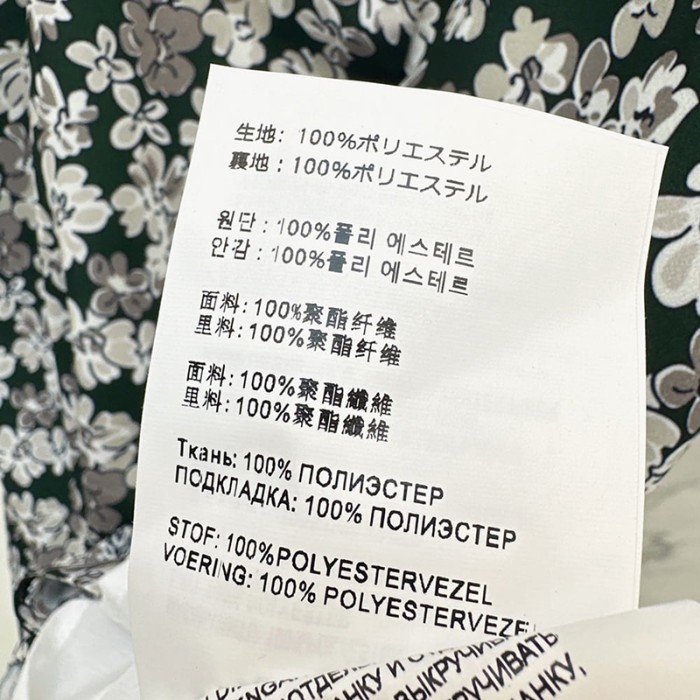 生地: 100%ポリエステル
裏地: 100%ポリエステル
원단: 100%폴리 에스테르
안감: 100%폴리 에스테르
面料: 100%聚酯纤维
里料: 100%聚酯纤维
面料: 100%聚酯纖維
里料: 100%聚酯纖維
Ткань: 100% ПОЛИЭСТЕР
ПОДКЛАДКА: 100% ПОЛИЭСТЕР
STOF: 100%POLYESTERVEZEL
VOERING: 100% POLYESTERVEZEL